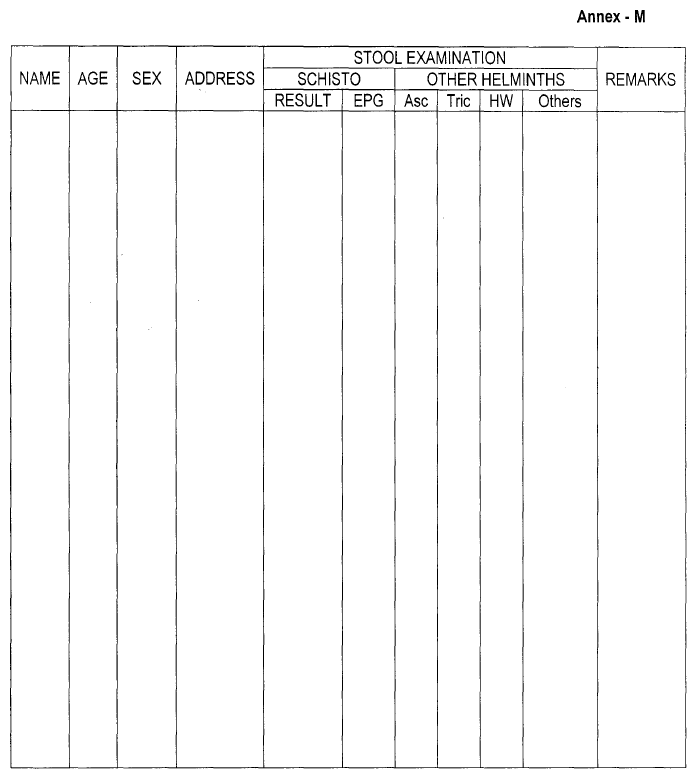 Annex - M
STOOL EXAMINATION
NAME AGE SEX ADDRESS SCHISTO OTHER HELMINTHS REMARKS
RESULT EPG Asc Tric HW Others